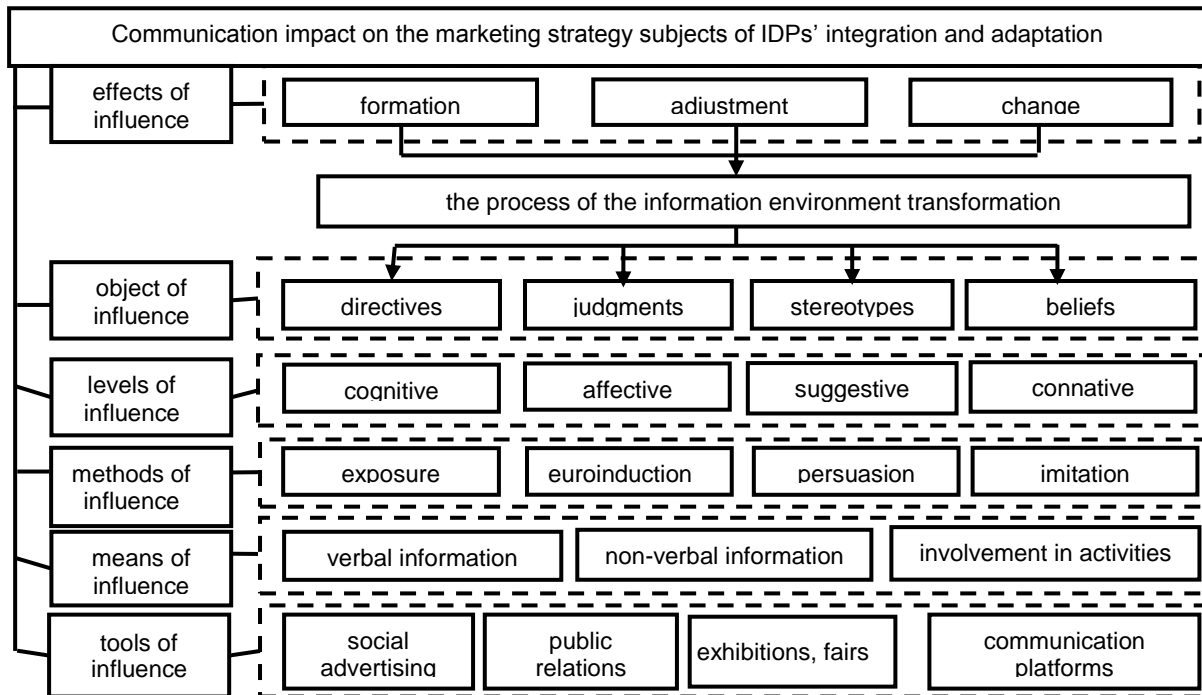 Communication impact on the marketing strategy subjects of IDPs' integration and adaptation
effects of
influence
formation
adjustment
change
the process of the information environment transformation
object of
influence
directives
judgments
stereotypes
beliefs
levels of
influence
cognitive
affective
suggestive
connative
methods of
influence
exposure
euroinduction
persuasion
imitation
means of
influence
verbal information
non-verbal information
involvement in activities
tools of
influence
social
advertising
public
relations
exhibitions, fairs
communication
platforms